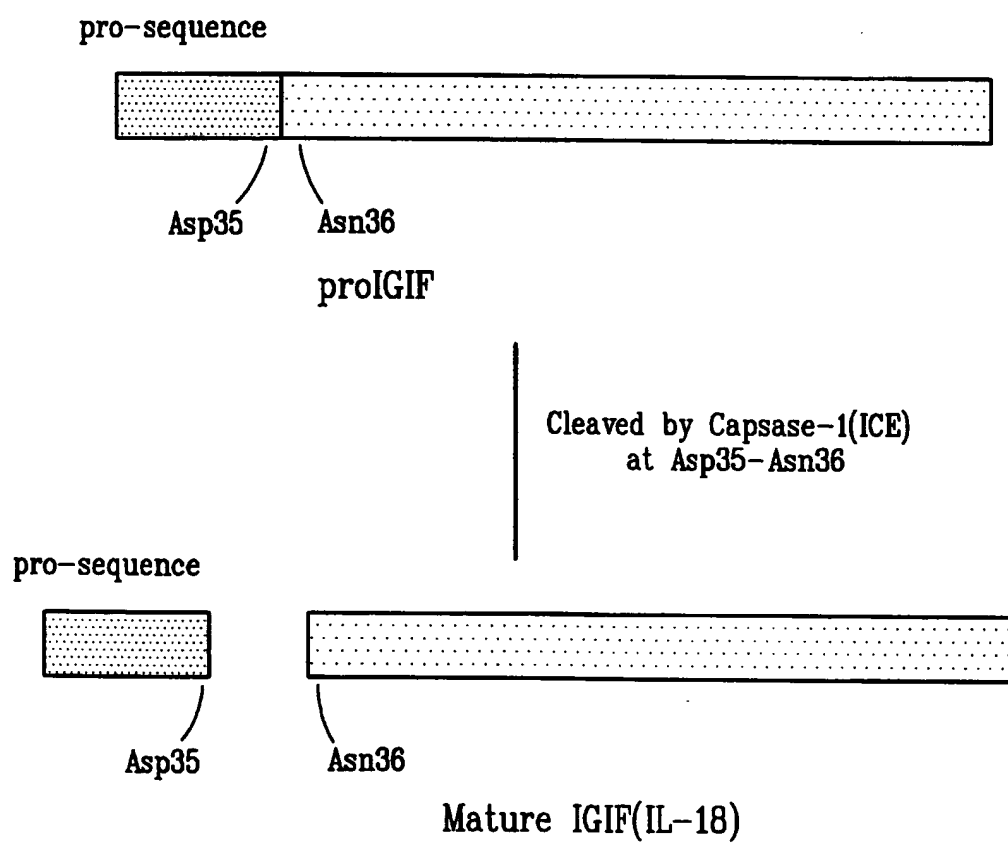 pro-sequence
Asp35
Asn36
proIGIF
Cleaved by Capsase-1(ICE)
at Asp35-Asn36
pro-sequence
Asp35
Asn36
Mature IGIF(IL-18)